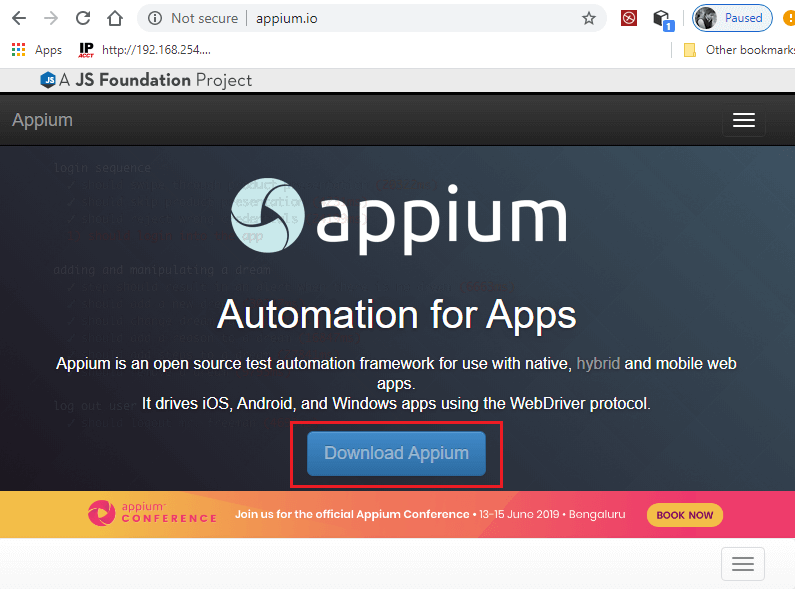 Not secure | appium.io
Paused
Apps
IP
ACCT
http://192.168.254....
Other bookmarks
JS
A JS Foundation Project
Appium
login sequence
appium
adding and manipulating a dream
Automation for Apps
Appium is an open source test automation framework for use with native, hybrid and mobile web
apps.
log out user
It drives iOS, Android, and Windows apps using the WebDriver protocol.
Download Appium
appium
CONFERENCE
Join us for the official Appium Conference • 13-15 June 2019 • Bengaluru
BOOK NOW